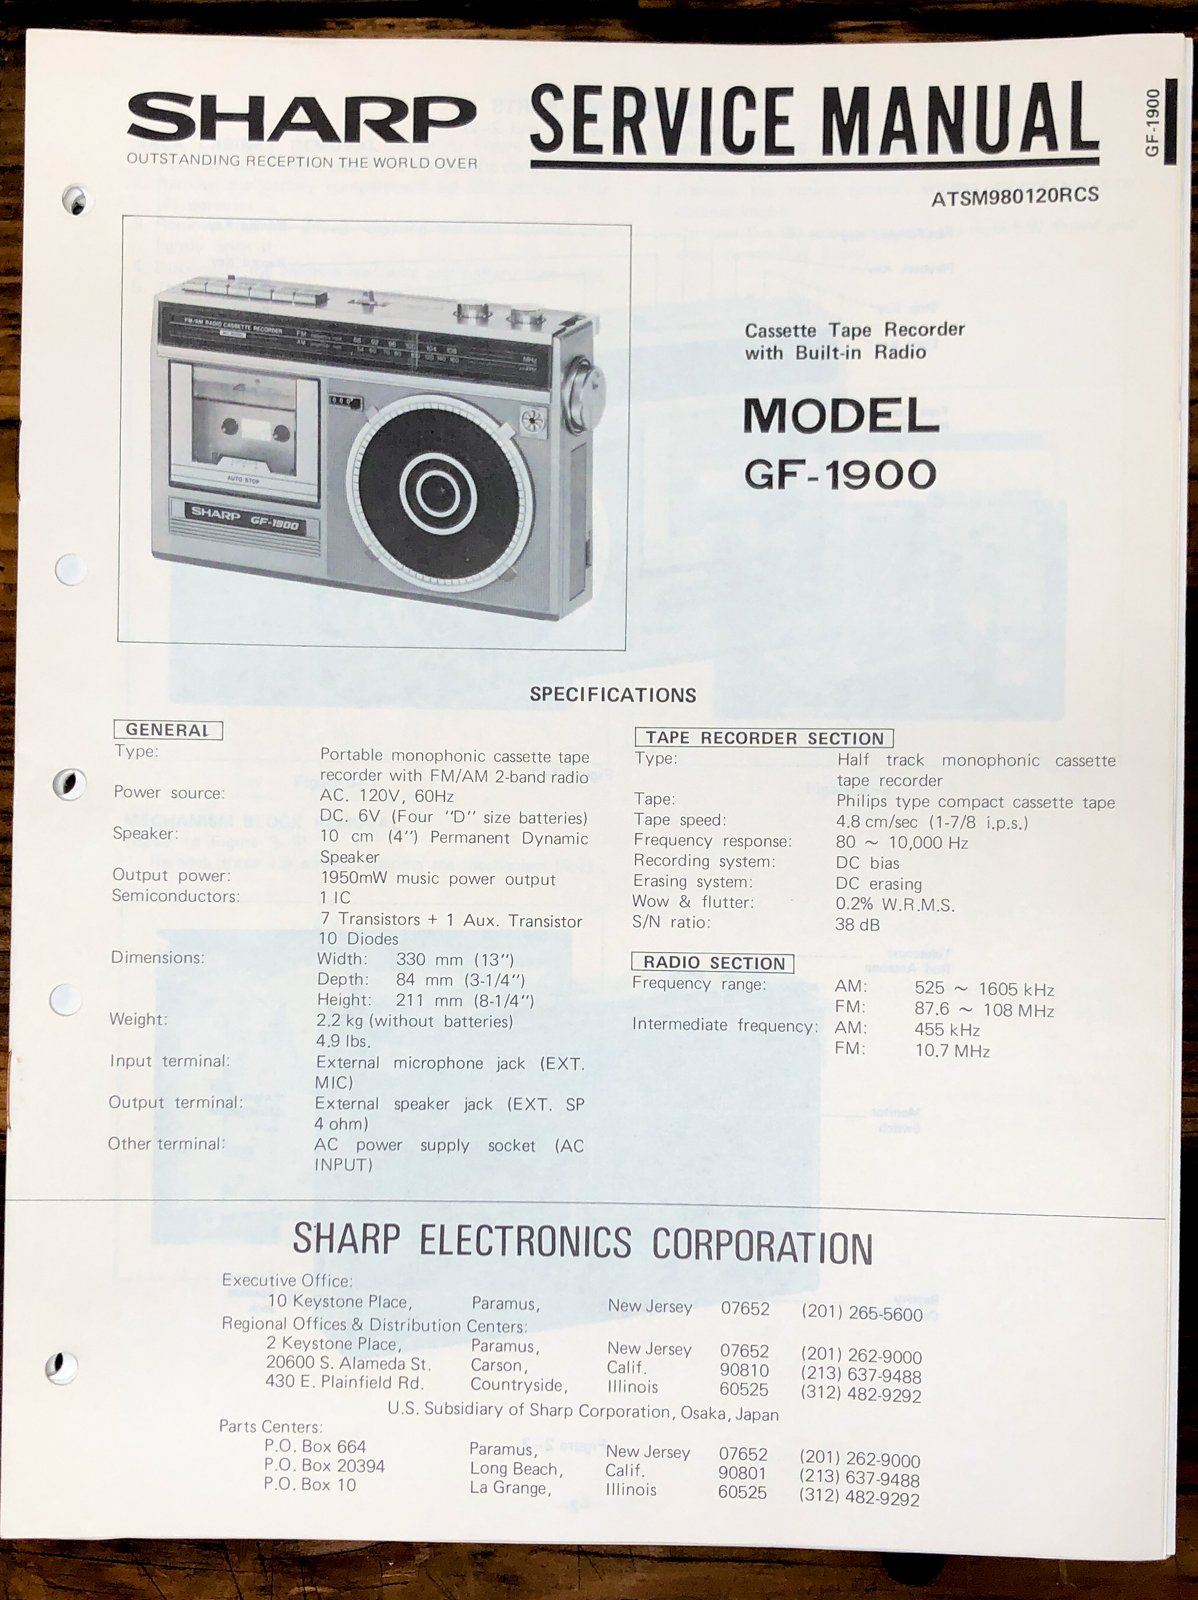 SHARP
OUTSTANDING RECEPTION THE WORLD OVER
SERVICE MANUAL
GF-1900
ATSM980120RCS
FM/AM RADIO CASSETTE RECORDER
FM 88 92 96 100 104 108 MHz
AM
AUTO STOP
SHARP GF-1900
Cassette Tape Recorder
with Built-in Radio
MODEL
GF-1900
SPECIFICATIONS
GENERAL
Type: Portable monophonic cassette tape
recorder with FM/AM 2-band radio
Power source: AC. 120V, 60Hz
DC. 6V (Four "D" size batteries)
Speaker: 10 cm (4") Permanent Dynamic
Speaker
Output power: 1950mW music power output
Semiconductors: 1 IC
7 Transistors + 1 Aux. Transistor
10 Diodes
Dimensions: Width: 330 mm (13")
Depth: 84 mm (3-1/4")
Height: 211 mm (8-1/4")
Weight: 2.2 kg (without batteries)
4.9 lbs.
Input terminal: External microphone jack (EXT.
MIC)
Output terminal: External speaker jack (EXT. SP
4 ohm)
Other terminal: AC power supply socket (AC
INPUT)
TAPE RECORDER SECTION
Type: Half track monophonic cassette
tape recorder
Tape: Philips type compact cassette tape
Tape speed: 4.8 cm/sec (1-7/8 i.p.s.)
Frequency response: 80 ~ 10,000 Hz
Recording system: DC bias
Erasing system: DC erasing
Wow & flutter: 0.2% W.R.M.S.
S/N ratio: 38 dB
RADIO SECTION
Frequency range: AM: 525 ~ 1605 kHz
FM: 87.6 ~ 108 MHz
Intermediate frequency: AM: 455 kHz
FM: 10.7 MHz
SHARP ELECTRONICS CORPORATION
Executive Office:
10 Keystone Place, Paramus, New Jersey 07652 (201) 265-5600
Regional Offices & Distribution Centers:
2 Keystone Place, Paramus, New Jersey 07652 (201) 262-9000
20600 S. Alameda St. Carson, Calif. 90810 (213) 637-9488
430 E. Plainfield Rd. Countryside, Illinois 60525 (312) 482-9292
U.S. Subsidiary of Sharp Corporation, Osaka, Japan
Parts Centers:
P.O. Box 664 Paramus, New Jersey 07652 (201) 262-9000
P.O. Box 20394 Long Beach, Calif. 90801 (213) 637-9488
P.O. Box 10 La Grange, Illinois 60525 (312) 482-9292